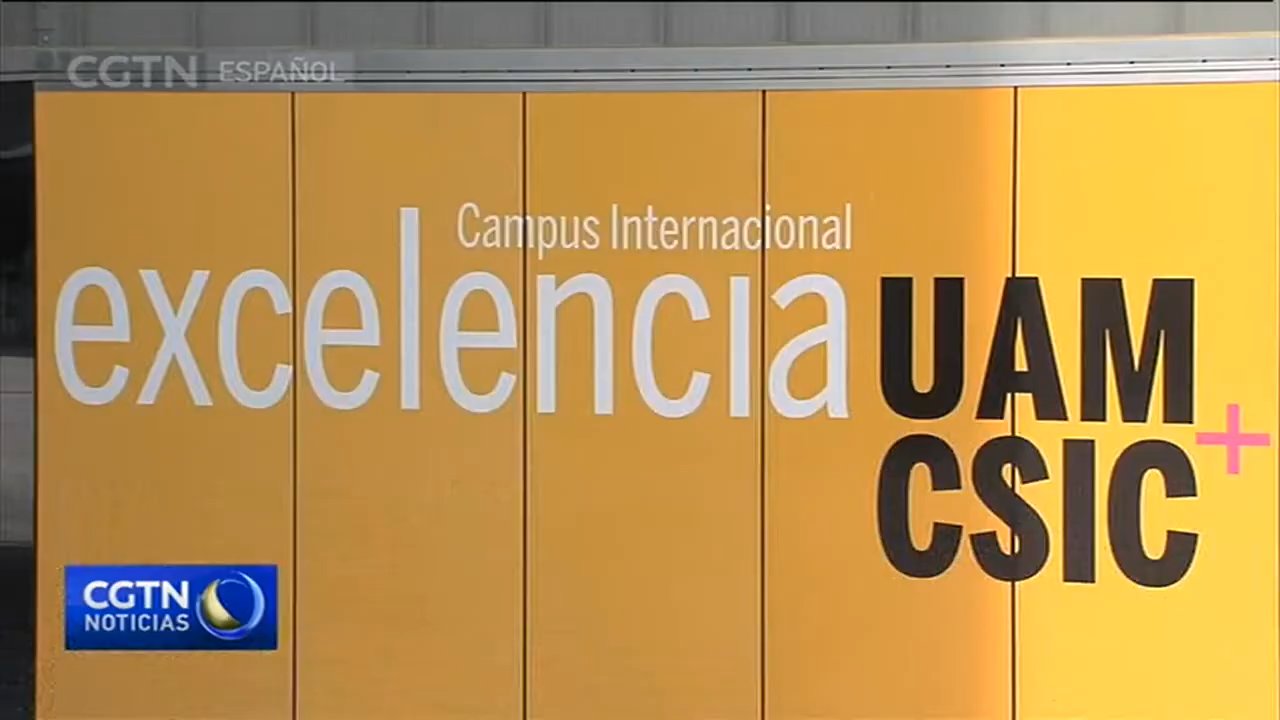 CGTN ESPAÑOL
Campus Internacional
excelencia
UAM
CSIC+
CGTN
NOTICIAS